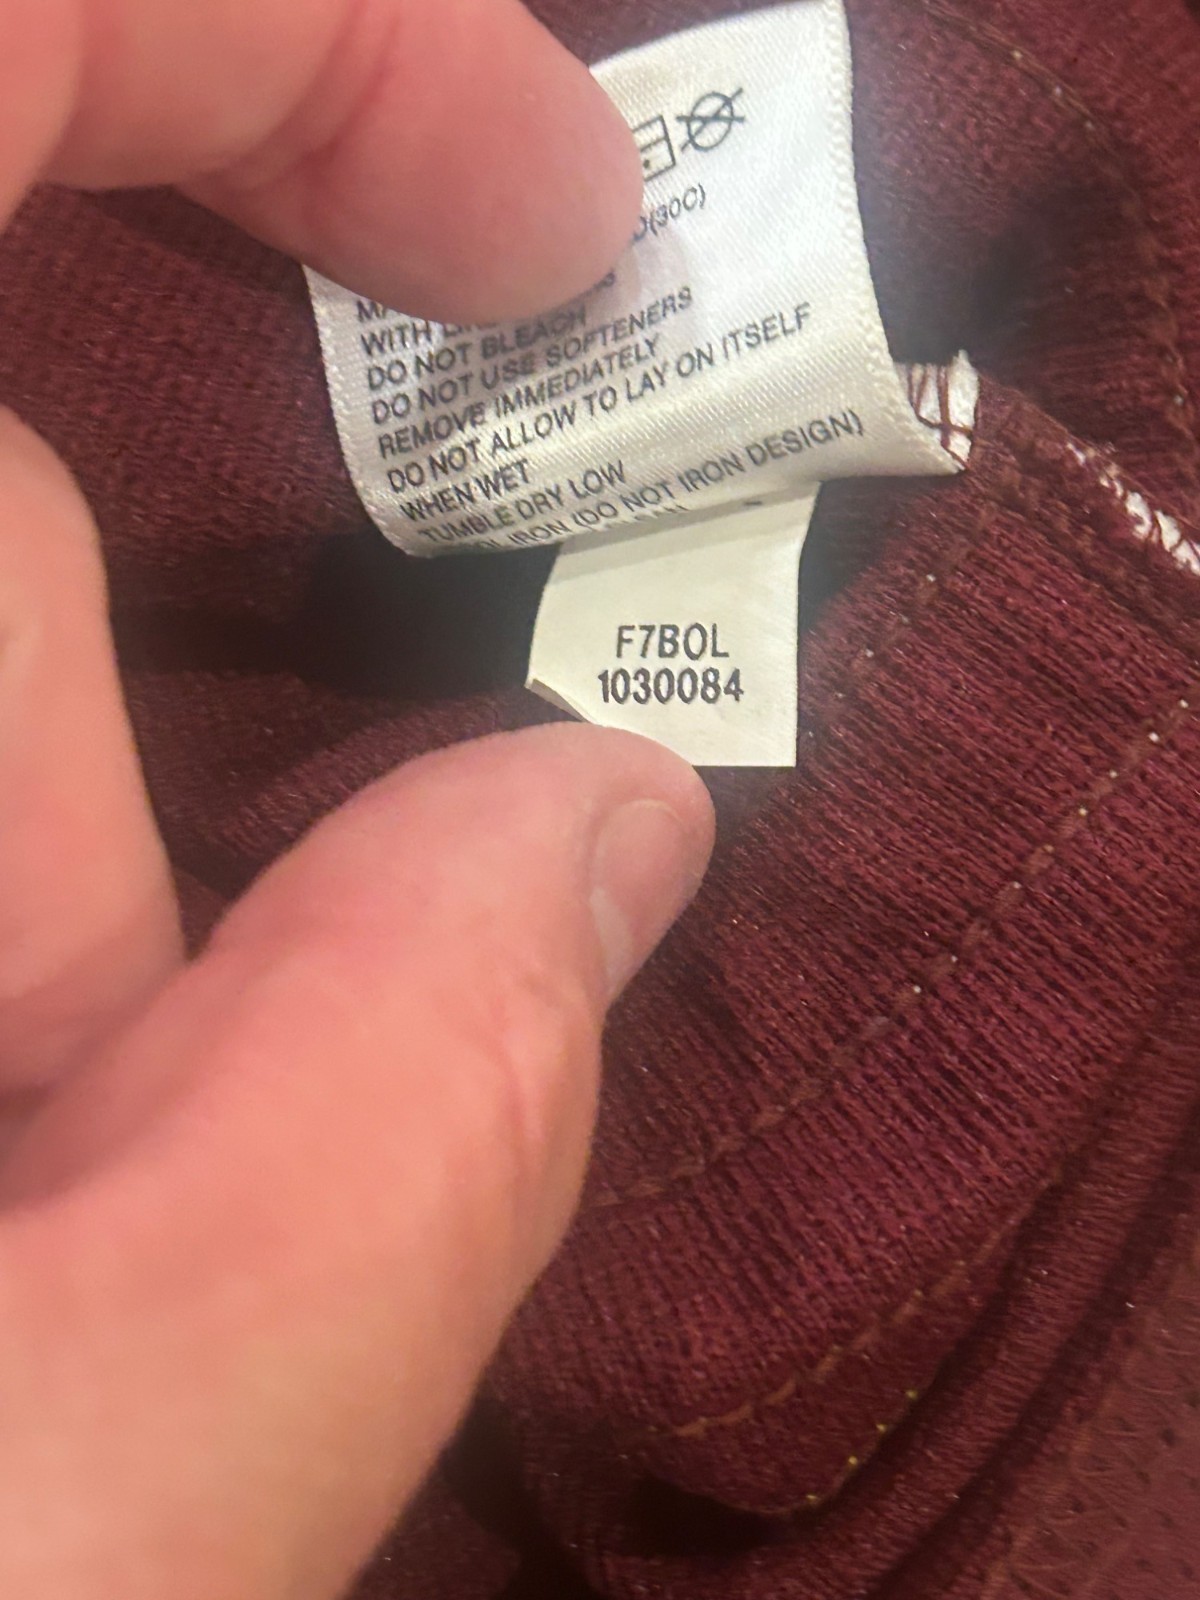 (30C)
WITH
DO NOT BLEACH
DO NOT USE SOFTENERS
REMOVE IMMEDIATELY
DO NOT ALLOW TO LAY ON ITSELF
WHEN WET
TUMBLE DRY LOW
IRON (DO NOT IRON DESIGN)
F7BOL
1030084